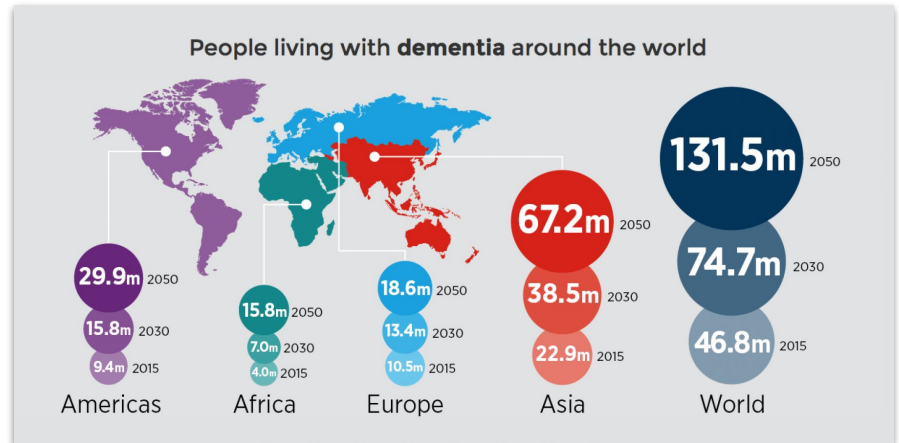 People living with dementia around the world
131.5m 2050
67.2m 2050
74.7m 2030
29.9m 2050
18.6m 2050
38.5m 2030
15.8m 2050
15.8m 2030
13.4m 2030
46.8m 2015
7.0m 2030
22.9m 2015
9.4m 2015
4.0m 2015
10.5m 2015
Americas
Africa
Europe
Asia
World